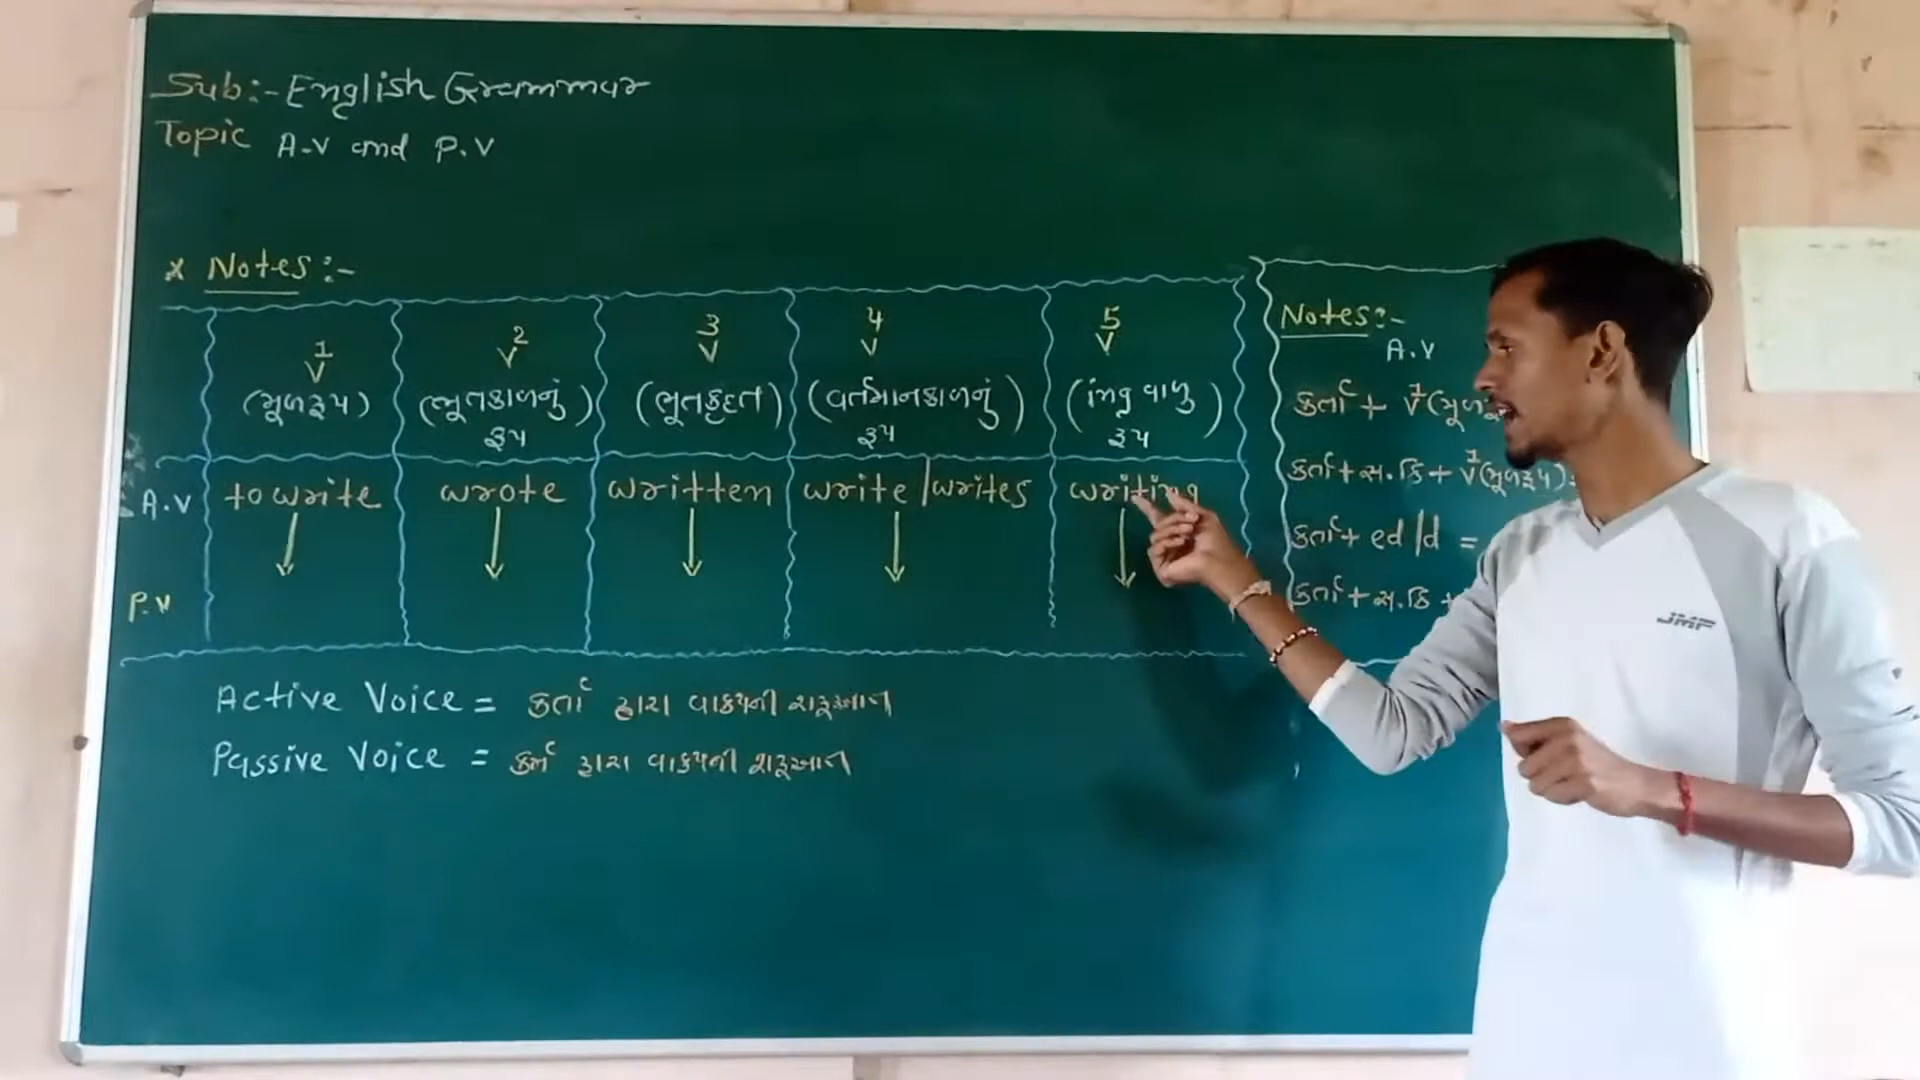 Sub:- English Grammar
Topic A.V and P.V
x Notes:-
V1 V2 V3 V4 V5
(મૂળરૂપ) (ભૂતકાળનું રૂપ) (ભૂતકૃદંત) (વર્તમાનકાળનું રૂપ) (ing વાળુ રૂપ)
A.V to write wrote written write/writes writing
P.V
Active Voice = કર્તા દ્વારા વાક્યની શરૂઆત
Passive Voice = કર્મ દ્વારા વાક્યની શરૂઆત
Notes:-
A.V
કર્તા + V1 (મૂળરૂપ
કર્તા + સ.ક્રિ + V1 (મૂળરૂપ)
કર્તા + ed/d =
કર્તા + સ.ક્રિ +
JMP